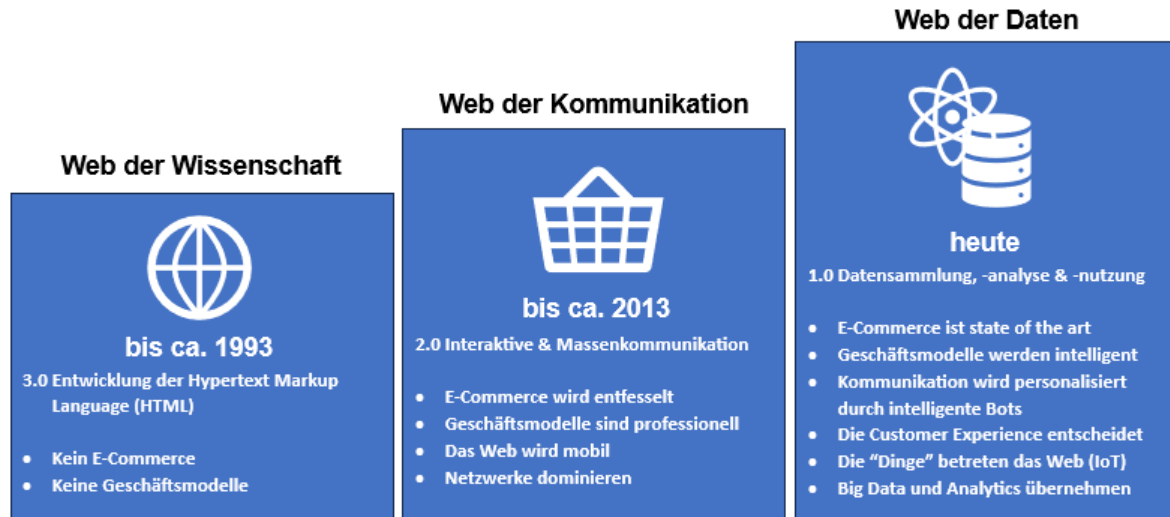 Web der Wissenschaft
bis ca. 1993
3.0 Entwicklung der Hypertext Markup
Language (HTML)
• Kein E-Commerce
• Keine Geschäftsmodelle
Web der Kommunikation
bis ca. 2013
2.0 Interaktive & Massenkommunikation
• E-Commerce wird entfesselt
• Geschäftsmodelle sind professionell
• Das Web wird mobil
• Netzwerke dominieren
Web der Daten
heute
1.0 Datensammlung, -analyse & -nutzung
• E-Commerce ist state of the art
• Geschäftsmodelle werden intelligent
• Kommunikation wird personalisiert
durch intelligente Bots
• Die Customer Experience entscheidet
• Die “Dinge” betreten das Web (IoT)
• Big Data und Analytics übernehmen